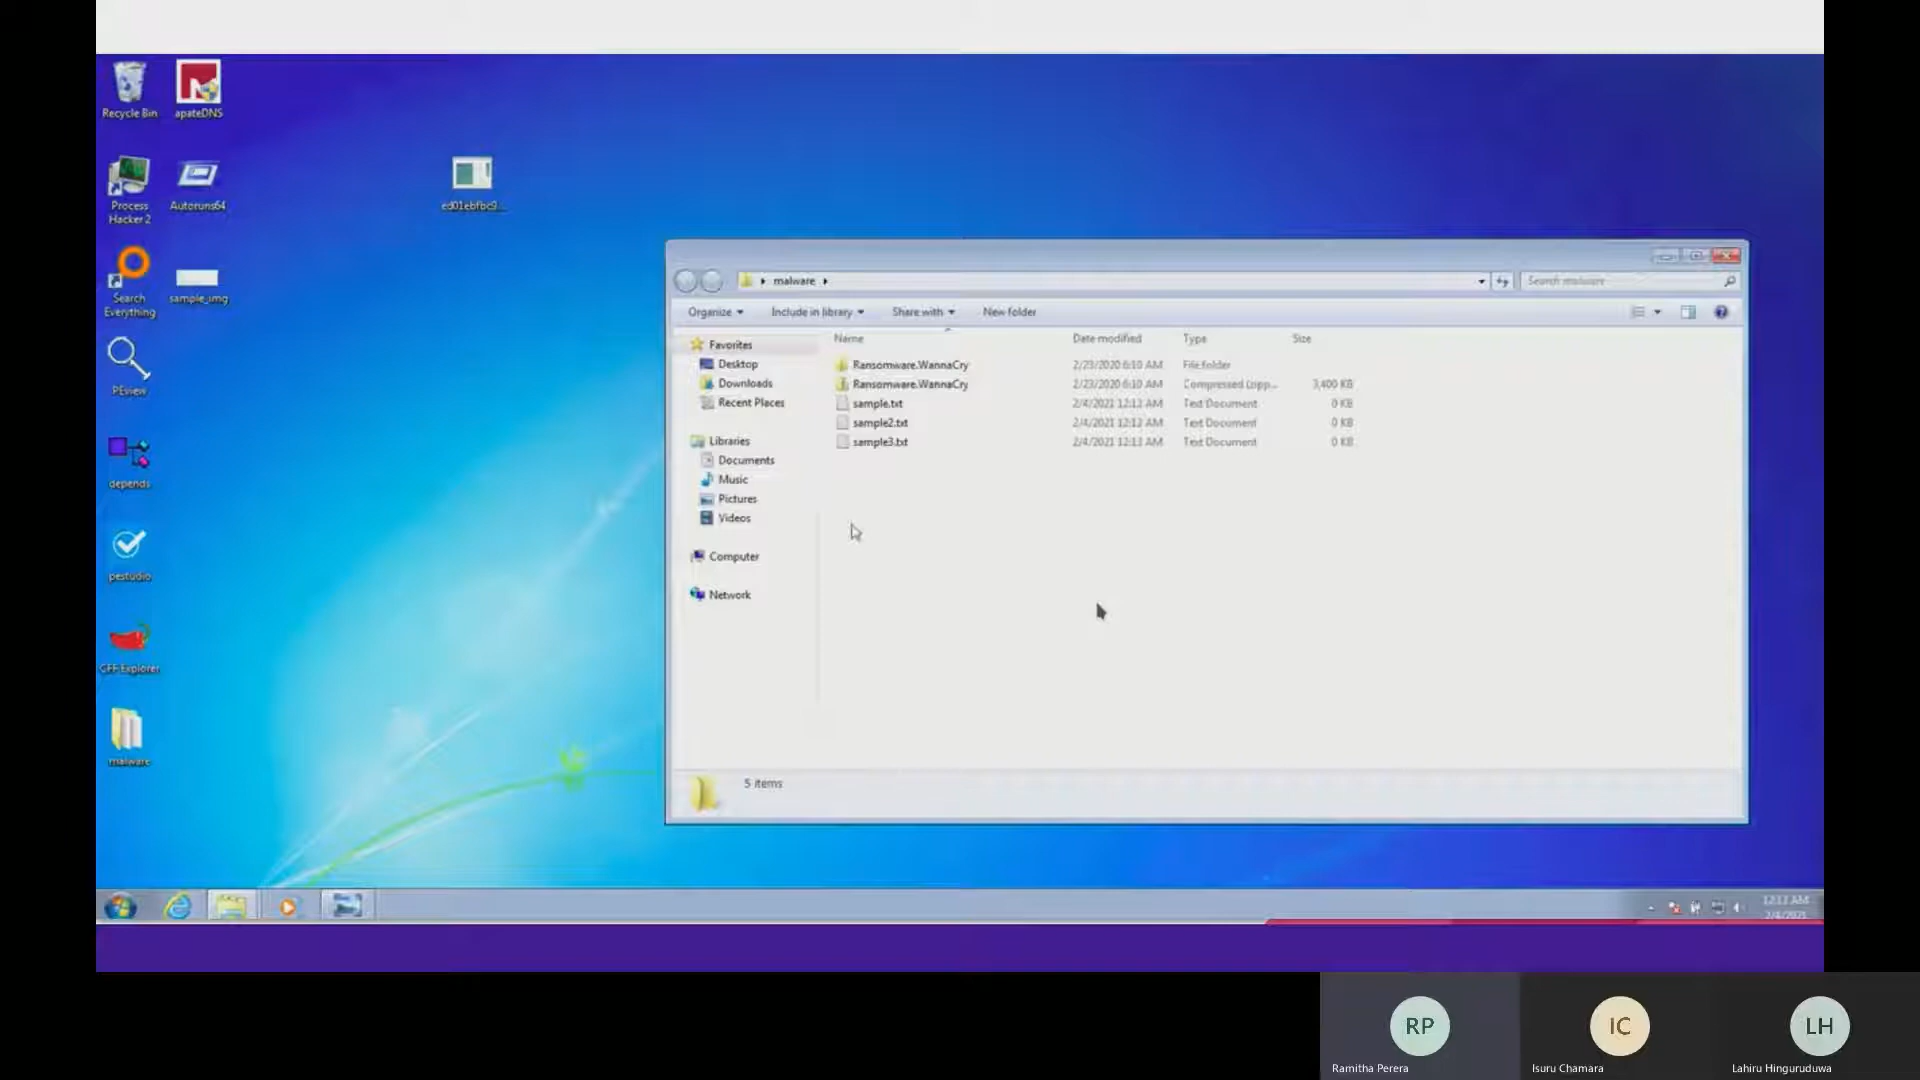 Recycle Bin
apateDNS
Process
Hacker 2
Autoruns64
ed01ebfbc9...
Search
Everything
sample_img
PEview
depends
pestudio
CFF Explorer
malware
malware
Search malware
Organize
Include in library
Share with
New folder
Name Date modified Type Size
Favorites
Desktop
Downloads
Recent Places
Libraries
Documents
Music
Pictures
Videos
Computer
Network
Ransomware.WannaCry 2/23/2020 6:10 AM File folder
Ransomware.WannaCry 2/23/2020 6:10 AM Compressed (zipp... 3,400 KB
sample.txt 2/4/2021 12:12 AM Text Document 0 KB
sample2.txt 2/4/2021 12:12 AM Text Document 0 KB
sample3.txt 2/4/2021 12:12 AM Text Document 0 KB
5 items
12:12 AM
2/4/2021
RP
IC
LH
Ramitha Perera
Isuru Chamara
Lahiru Hinguruduwa